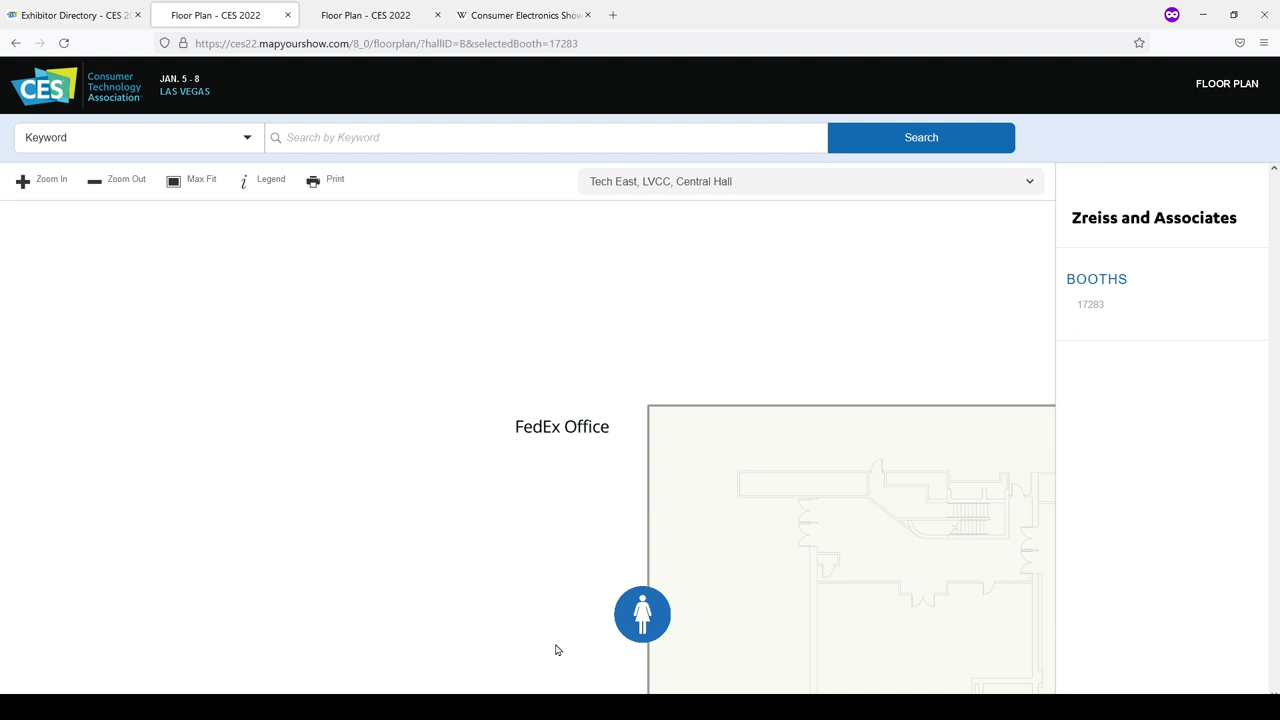 Exhibitor Directory - CES 20
Floor Plan - CES 2022
Floor Plan - CES 2022
Consumer Electronics Show
https://ces22.mapyourshow.com/8_0/floorplan/?hallID=B&selectedBooth=17283
CES
Consumer
Technology
Association
JAN. 5 - 8
LAS VEGAS
FLOOR PLAN
Keyword
Search by Keyword
Search
Zoom In
Zoom Out
Max Fit
Legend
Print
Tech East, LVCC, Central Hall
Zreiss and Associates
BOOTHS
17283
FedEx Office